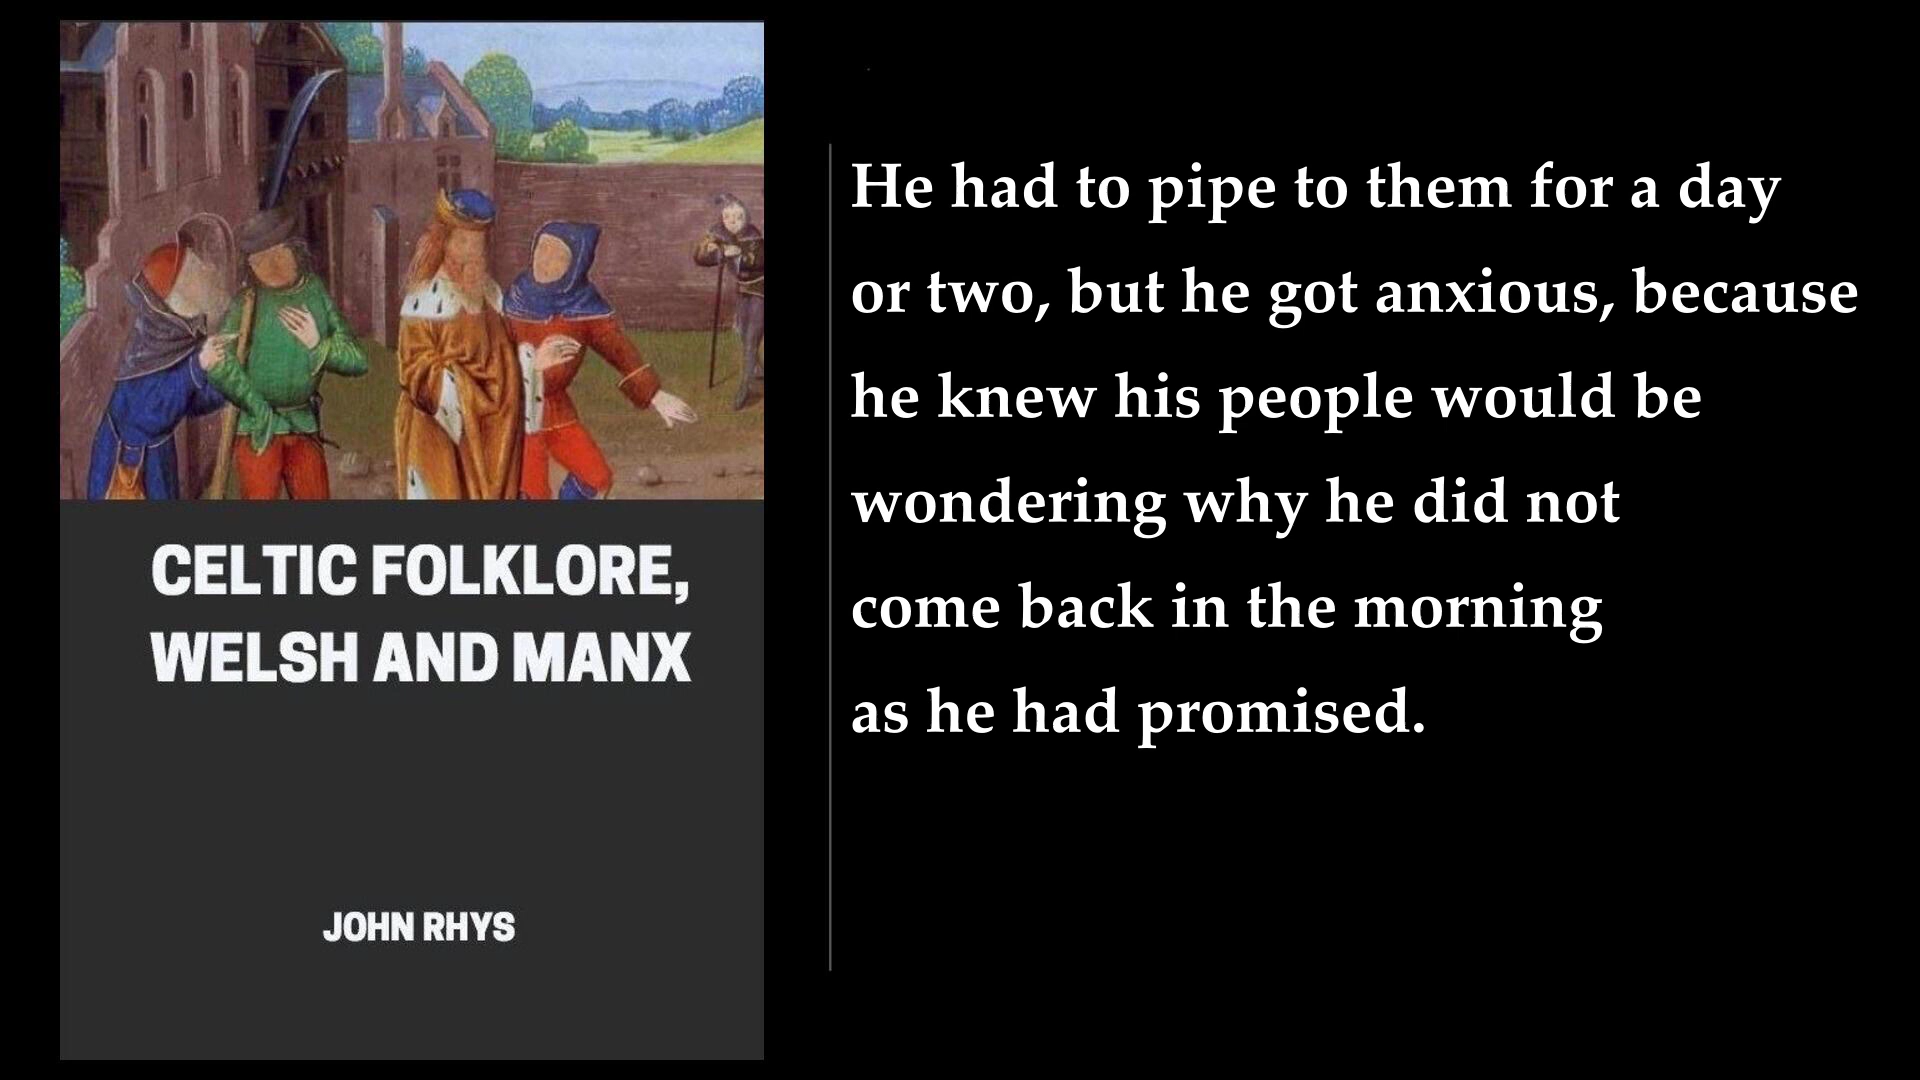 CELTIC FOLKLORE,
WELSH AND MANX
JOHN RHYS
He had to pipe to them for a day
or two, but he got anxious, because
he knew his people would be
wondering why he did not
come back in the morning
as he had promised.